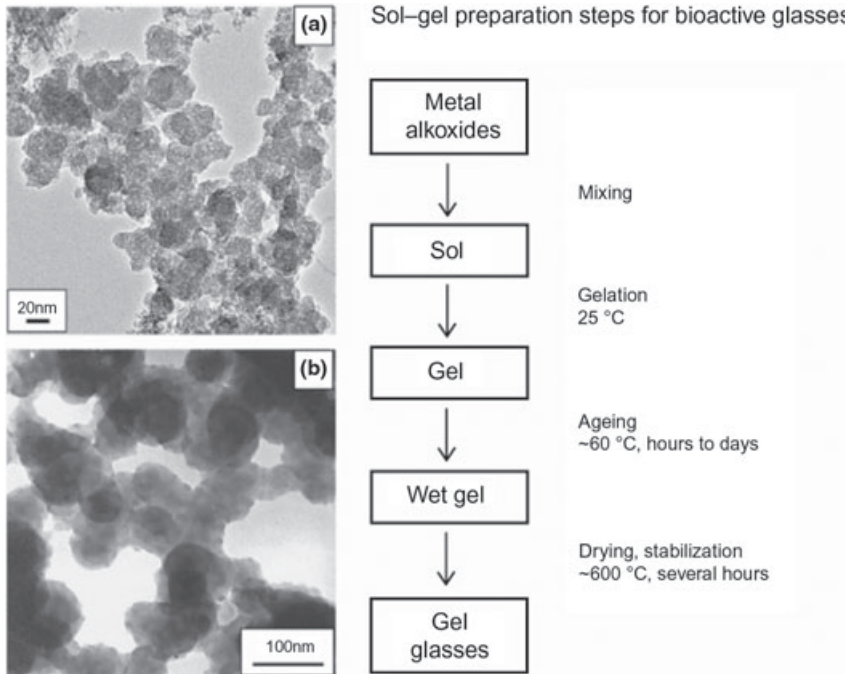 (a)
20nm
(b)
100nm
Sol–gel preparation steps for bioactive glasses
Metal
alkoxides
Mixing
Sol
Gelation
25 °C
Gel
Ageing
~60 °C, hours to days
Wet gel
Drying, stabilization
~600 °C, several hours
Gel
glasses